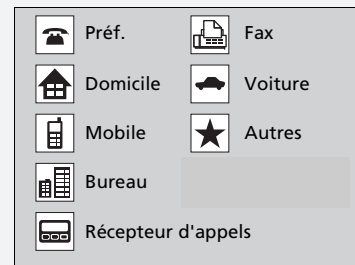 Préf. Fax
Domicile Voiture
Mobile Autres
Bureau
Récepteur d'appels